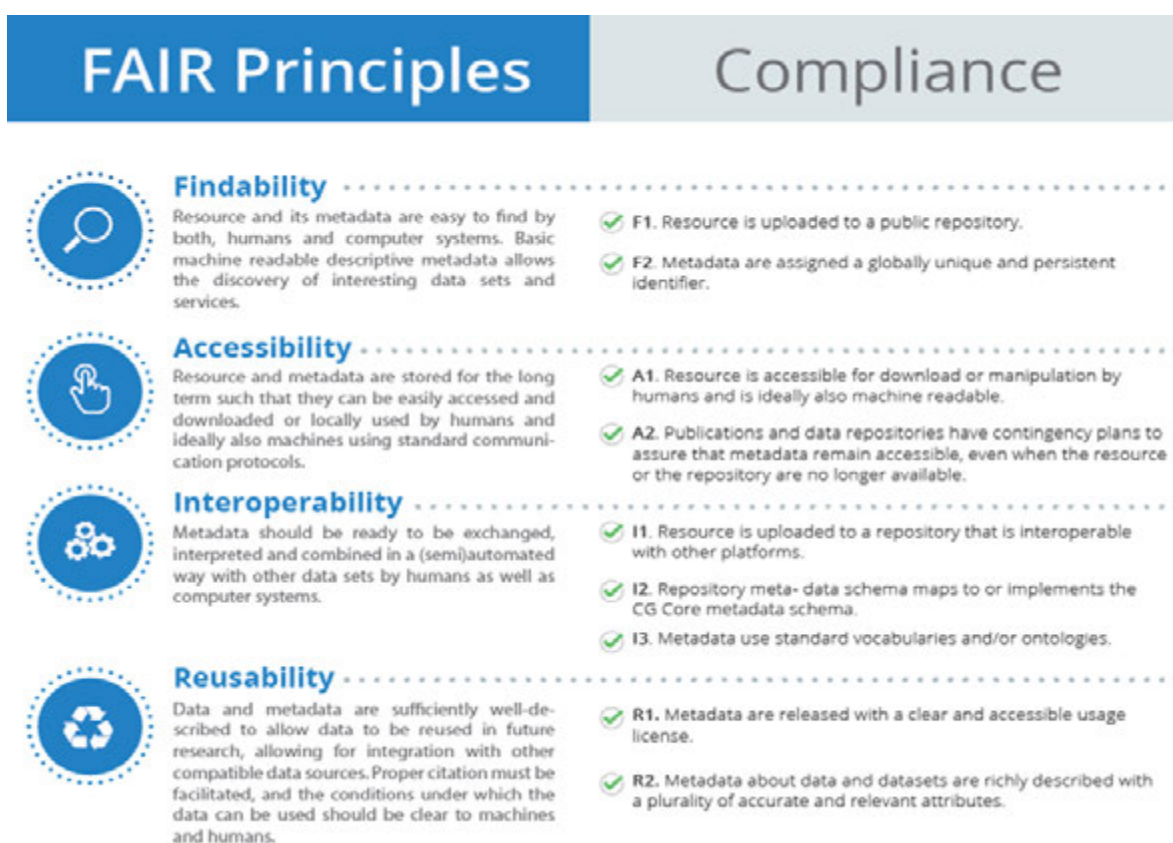 FAIR Principles
Compliance
Findability
Resource and its metadata are easy to find by
both, humans and computer systems. Basic
machine readable descriptive metadata allows
the discovery of interesting data sets and
services.
F1. Resource is uploaded to a public repository.
F2. Metadata are assigned a globally unique and persistent
identifier.
Accessibility
Resource and metadata are stored for the long
term such that they can be easily accessed and
downloaded or locally used by humans and
ideally also machines using standard communi-
cation protocols.
A1. Resource is accessible for download or manipulation by
humans and is ideally also machine readable.
A2. Publications and data repositories have contingency plans to
assure that metadata remain accessible, even when the resource
or the repository are no longer available.
Interoperability
Metadata should be ready to be exchanged,
interpreted and combined in a (semi)automated
way with other data sets by humans as well as
computer systems.
I1. Resource is uploaded to a repository that is interoperable
with other platforms.
I2. Repository meta- data schema maps to or implements the
CG Core metadata schema.
I3. Metadata use standard vocabularies and/or ontologies.
Reusability
Data and metadata are sufficiently well-de-
scribed to allow data to be reused in future
research, allowing for integration with other
compatible data sources. Proper citation must be
facilitated, and the conditions under which the
data can be used should be clear to machines
and humans.
R1. Metadata are released with a clear and accessible usage
license.
R2. Metadata about data and datasets are richly described with
a plurality of accurate and relevant attributes.